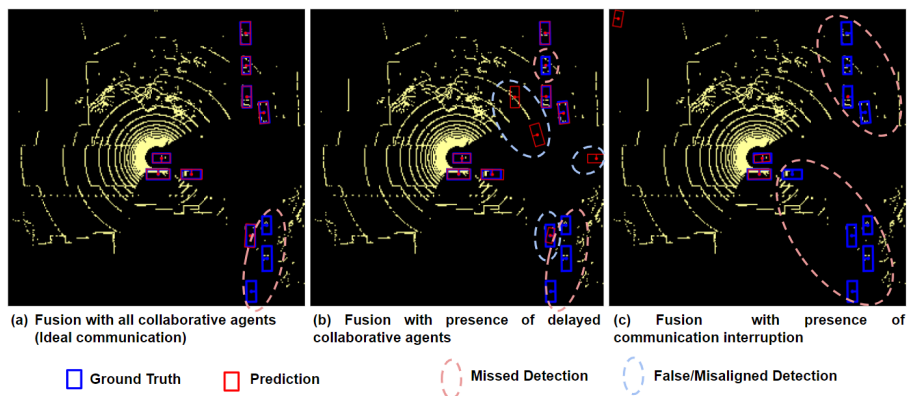 (a) Fusion with all collaborative agents
(Ideal communication)
(b) Fusion with presence of delayed
collaborative agents
(c) Fusion with presence of
communication interruption
Ground Truth
Prediction
Missed Detection
False/Misaligned Detection